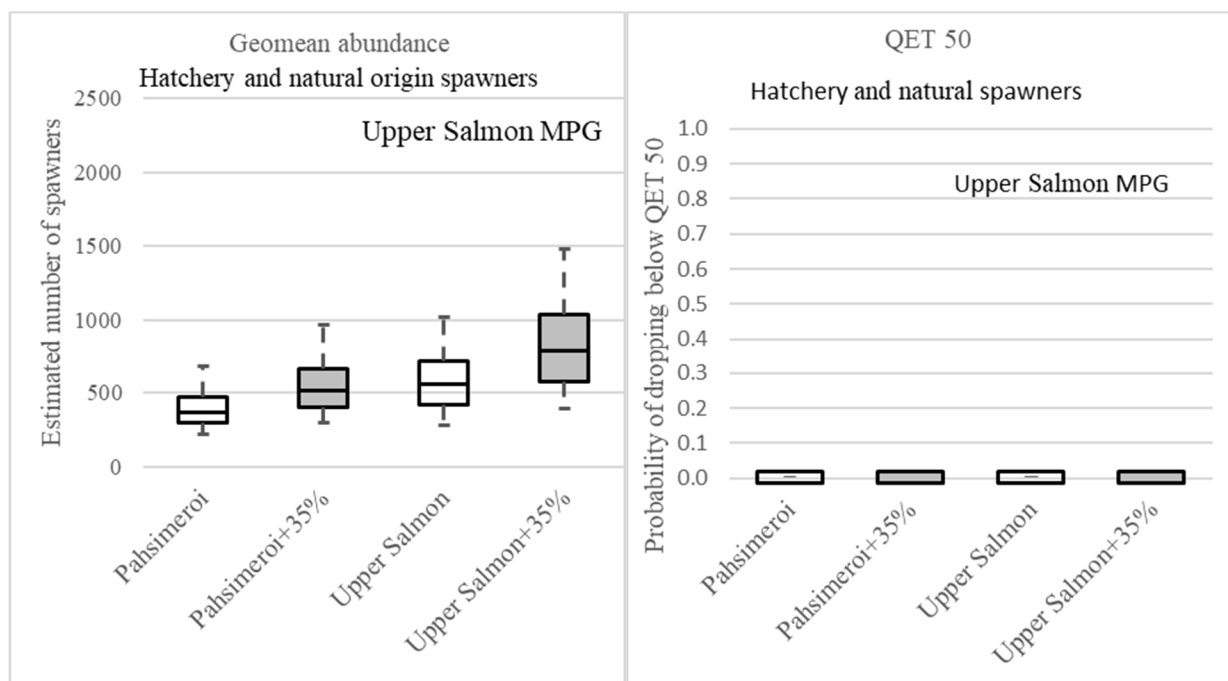 Geomean abundance
Hatchery and natural origin spawners
Upper Salmon MPG
Estimated number of spawners
2500
2000
1500
1000
500
0
Pahsimeroi
Pahsimeroi+35%
Upper Salmon
Upper Salmon+35%
QET 50
Hatchery and natural spawners
Upper Salmon MPG
Probability of dropping below QET 50
1.0
0.9
0.8
0.7
0.6
0.5
0.4
0.3
0.2
0.1
0.0
Pahsimeroi
Pahsimeroi+35%
Upper Salmon
Upper Salmon+35%